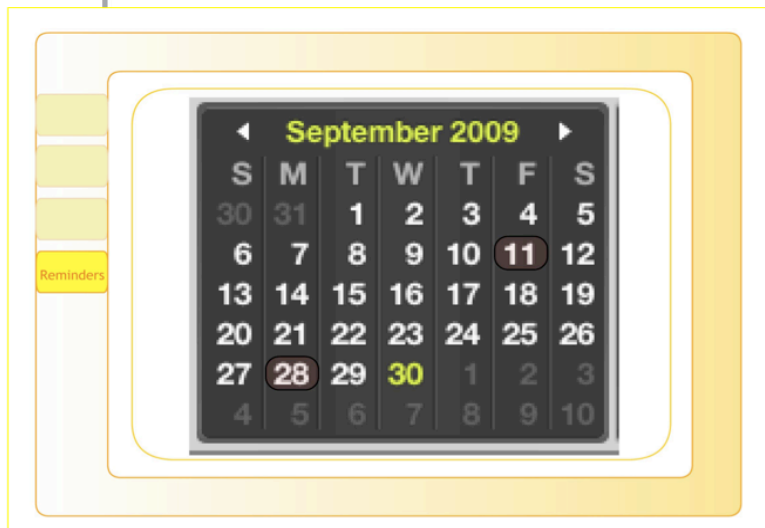 September 2009
S M T W T F S
30 31 1 2 3 4 5
6 7 8 9 10 11 12
Reminders
13 14 15 16 17 18 19
20 21 22 23 24 25 26
27 28 29 30 1 2 3
4 5 6 7 8 9 10